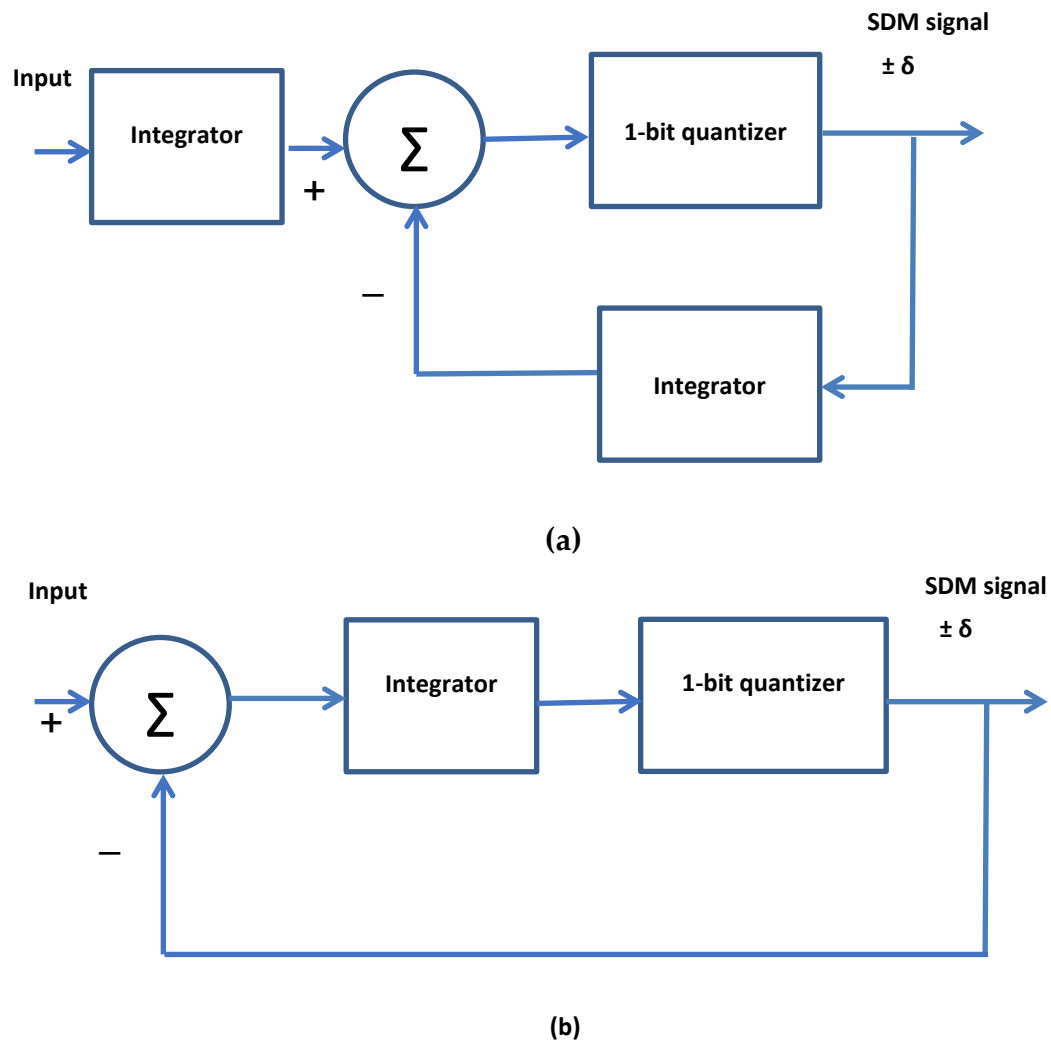 SDM signal
± δ
Input
Integrator
Σ
1-bit quantizer
+
−
Integrator
(a)
Input
SDM signal
± δ
Σ
Integrator
1-bit quantizer
+
−
(b)